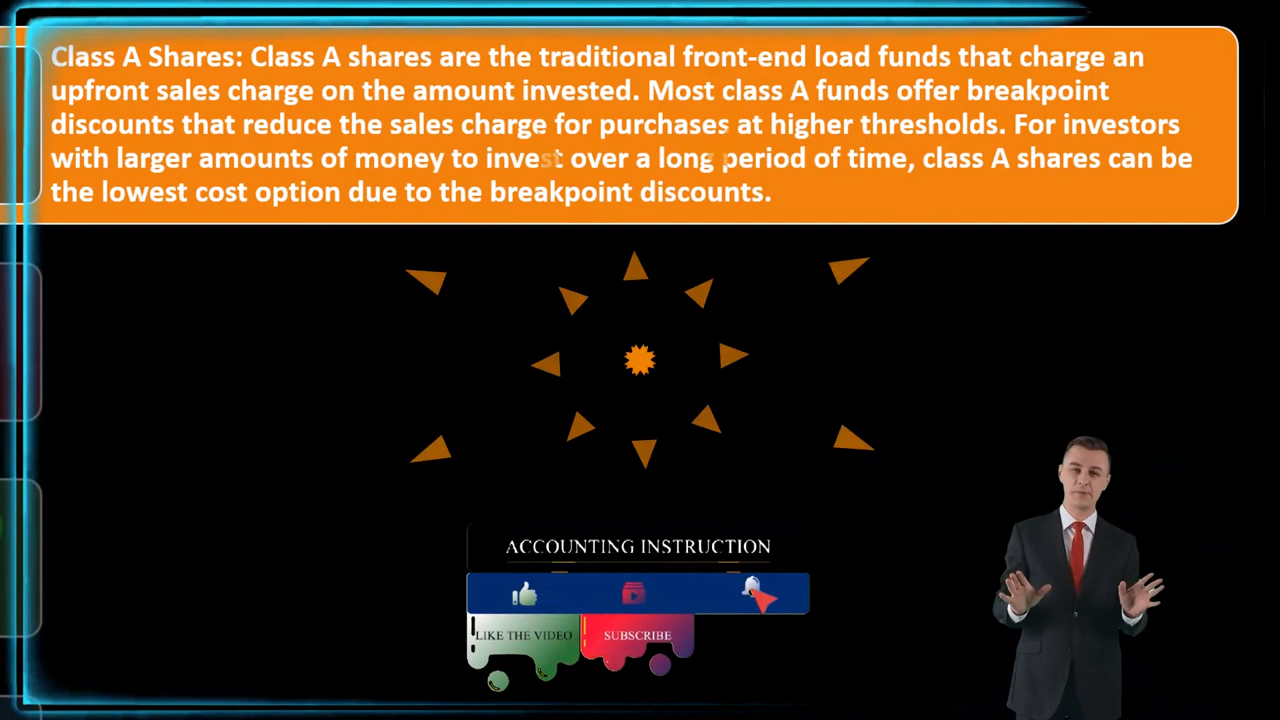 Class A Shares: Class A shares are the traditional front-end load funds that charge an
upfront sales charge on the amount invested. Most class A funds offer breakpoint
discounts that reduce the sales charge for purchases at higher thresholds. For investors
with larger amounts of money to invest over a long period of time, class A shares can be
the lowest cost option due to the breakpoint discounts.
ACCOUNTING INSTRUCTION
LIKE THE VIDEO
SUBSCRIBE